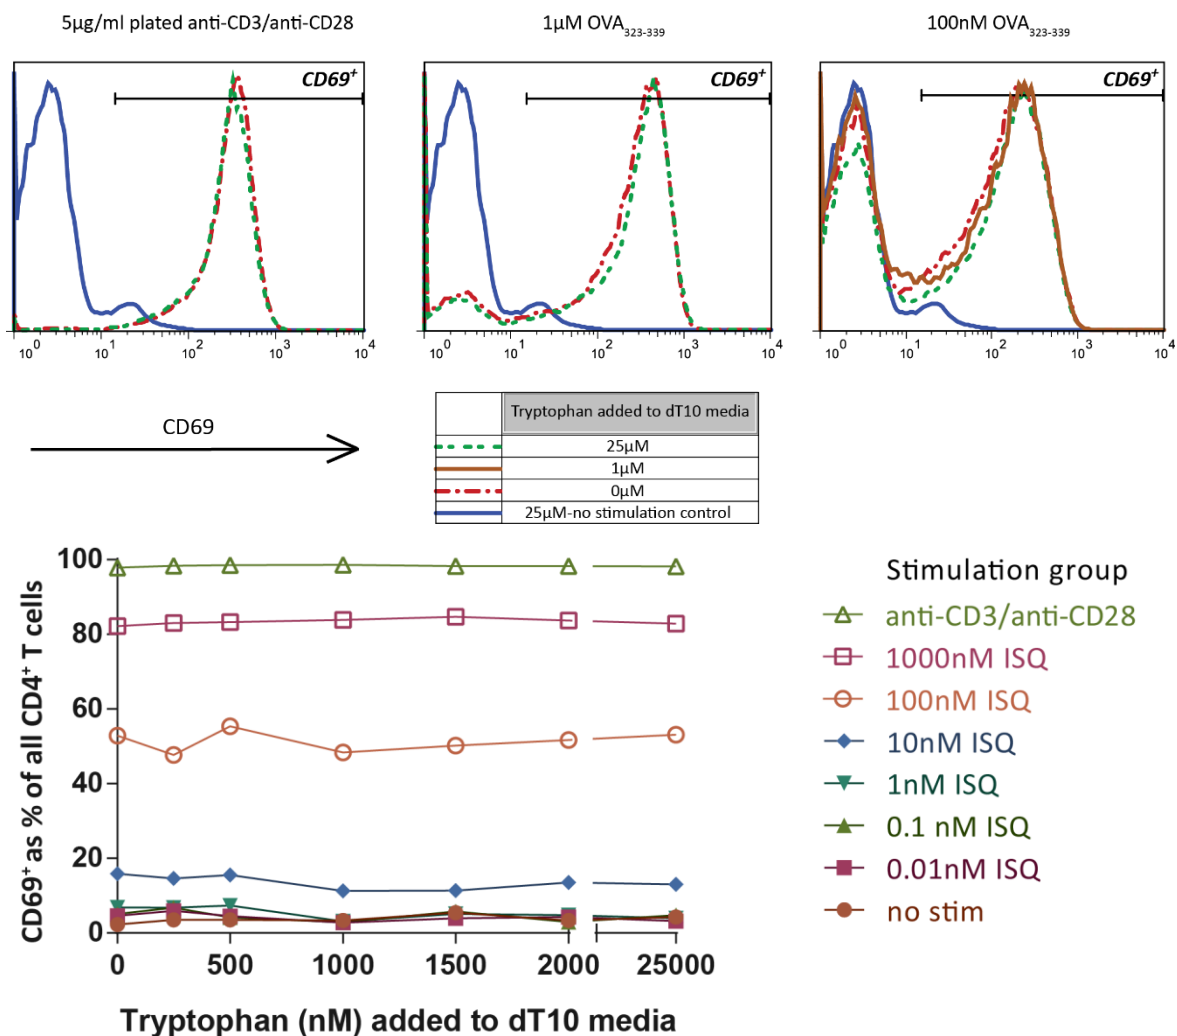 5µg/ml plated anti-CD3/anti-CD28
1µM OVA323-339
100nM OVA323-339
CD69+
CD69+
CD69+
10^0 10^1 10^2 10^3 10^4
10^0 10^1 10^2 10^3 10^4
10^0 10^1 10^2 10^3 10^4
CD69
Tryptophan added to dT10 media
25µM
1µM
0µM
25µM-no stimulation control
CD69+ as % of all CD4+ T cells
100
80
60
40
20
0
0 500 1000 1500 2000 25000
Tryptophan (nM) added to dT10 media
Stimulation group
anti-CD3/anti-CD28
1000nM ISQ
100nM ISQ
10nM ISQ
1nM ISQ
0.1 nM ISQ
0.01nM ISQ
no stim